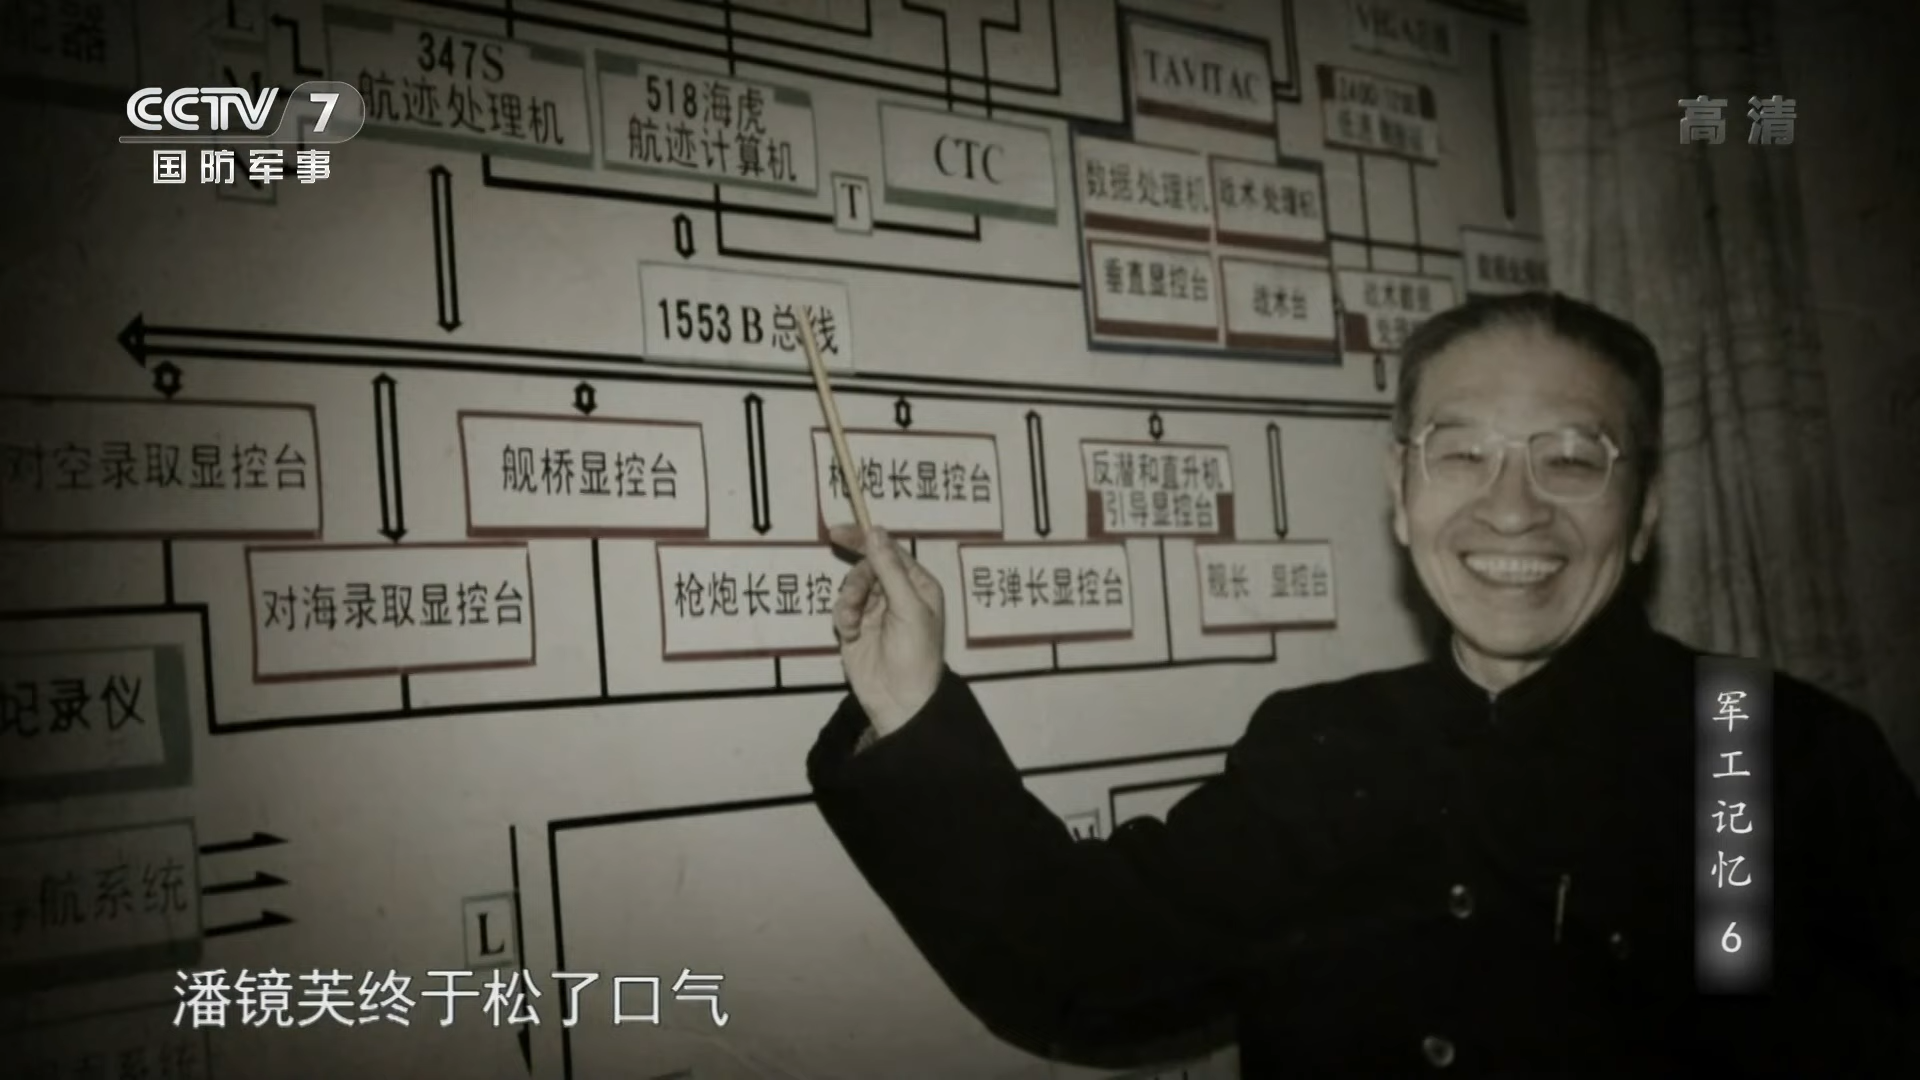 CCTV 7
国防军事
高清
347S
航迹处理机
518海虎
航迹计算机
CTC
T
TAVITAC
数据处理机
战术处理机
垂直显控台
战术台
1553B总线
对空录取显控台
舰桥显控台
枪炮长显控台
反潜和直升机
引导显控台
对海录取显控台
枪炮长显控
导弹长显控台
舰长 显控台
记录仪
航系统
L
潘镜芙终于松了口气
军工记忆 6